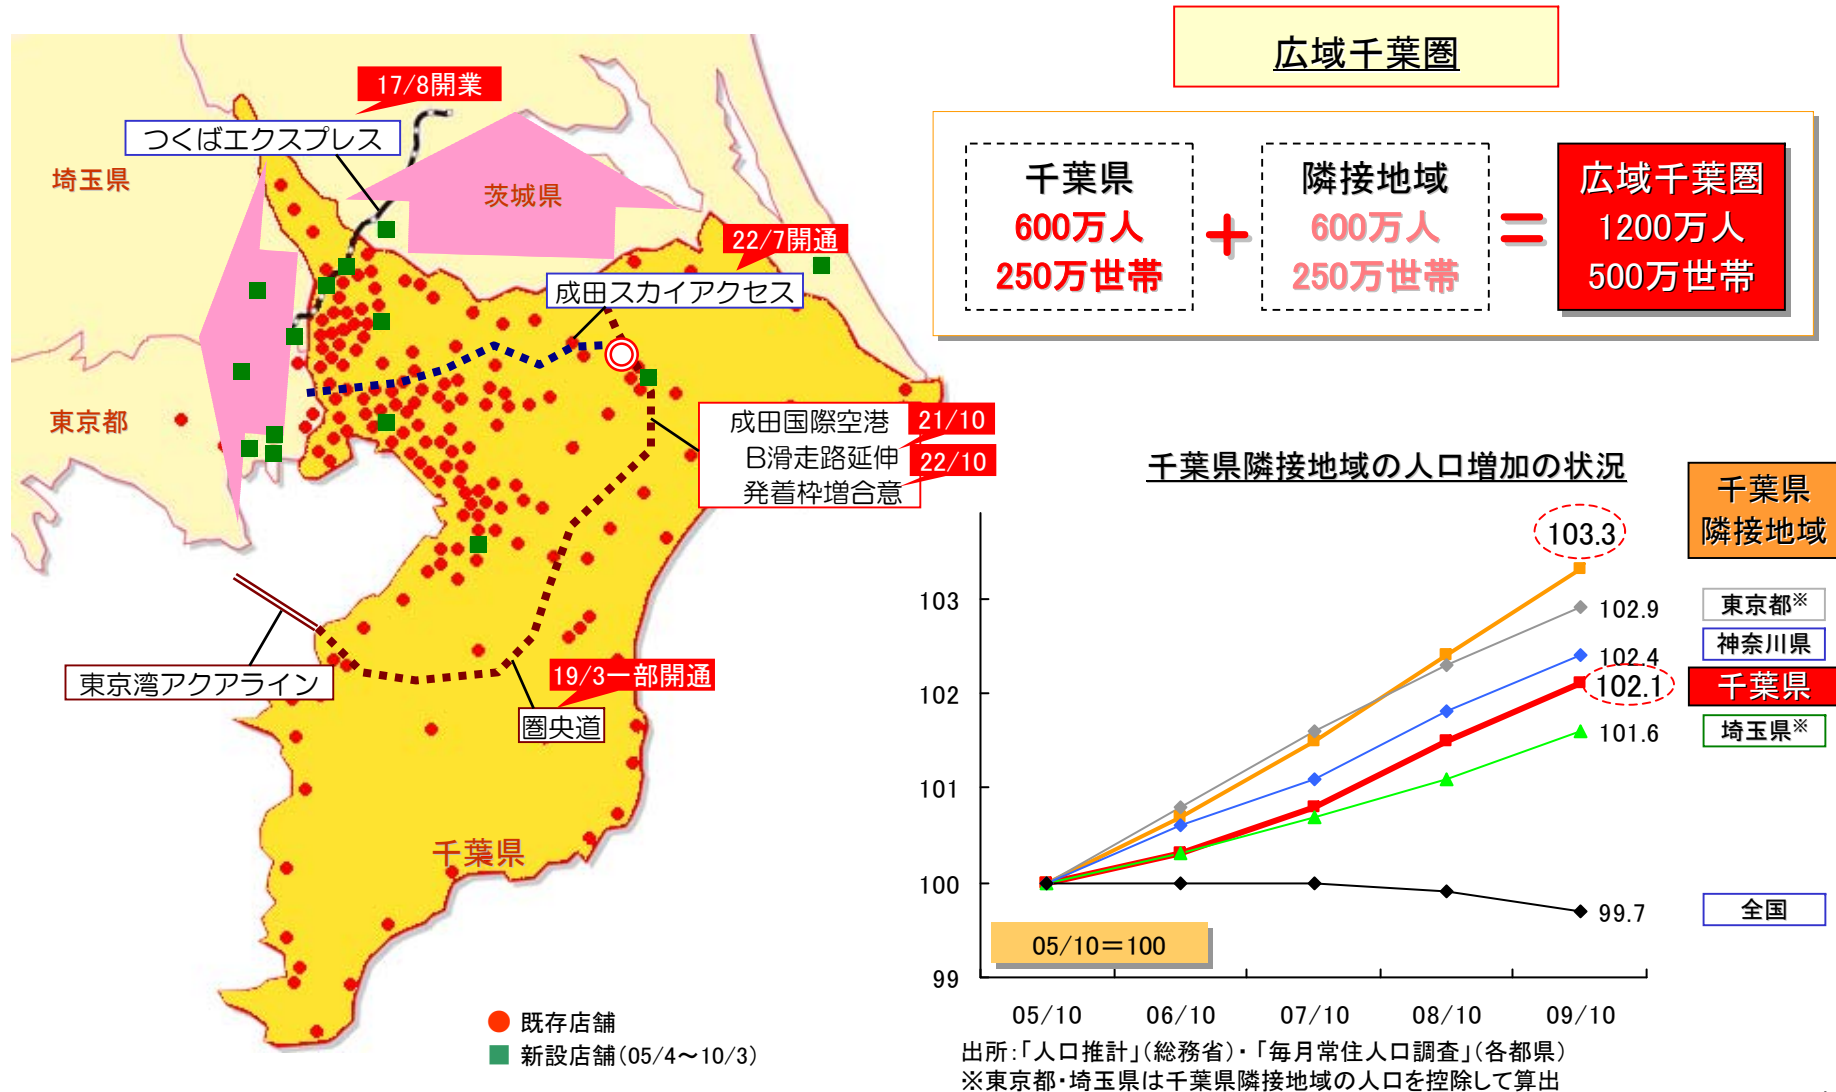 17/8開業
つくばエクスプレス
埼玉県
茨城県
22/7開通
成田スカイアクセス
東京都
成田国際空港
21/10
B滑走路延伸
22/10
発着枠増合意
東京湾アクアライン
19/3一部開通
圏央道
千葉県
既存店舗
新設店舗(05/4～10/3)
広域千葉圏
千葉県
600万人
250万世帯
+
隣接地域
600万人
250万世帯
=
広域千葉圏
1200万人
500万世帯
千葉県隣接地域の人口増加の状況
千葉県
隣接地域
103.3
103
102.9
東京都※
102.4
神奈川県
102
102.1
千葉県
101.6
埼玉県※
101
100
99.7
全国
05/10=100
99
05/10
06/10
07/10
08/10
09/10
出所:「人口推計」(総務省)・「毎月常住人口調査」(各都県)
※東京都・埼玉県は千葉県隣接地域の人口を控除して算出